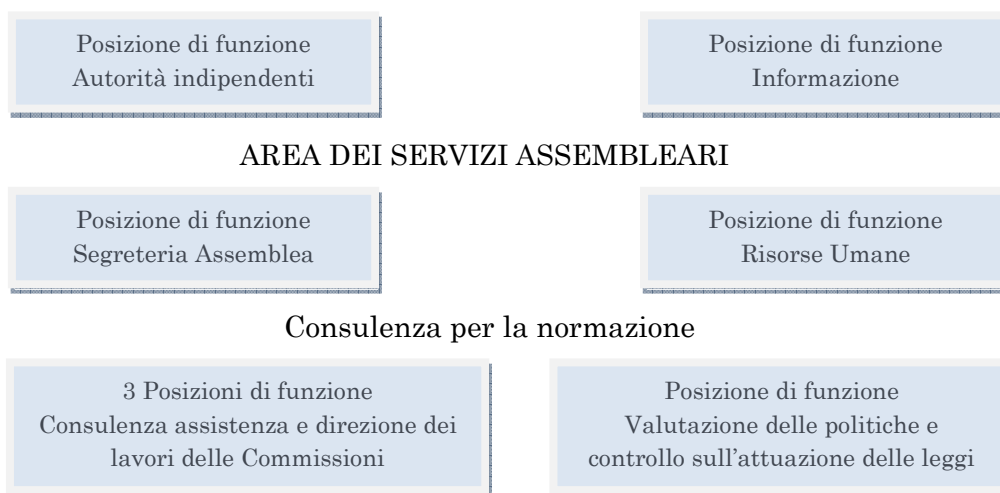 Posizione di funzione
Autorità indipendenti
Posizione di funzione
Informazione
AREA DEI SERVIZI ASSEMBLEARI
Posizione di funzione
Segreteria Assemblea
Posizione di funzione
Risorse Umane
Consulenza per la normazione
3 Posizioni di funzione
Consulenza assistenza e direzione dei
lavori delle Commissioni
Posizione di funzione
Valutazione delle politiche e
controllo sull'attuazione delle leggi